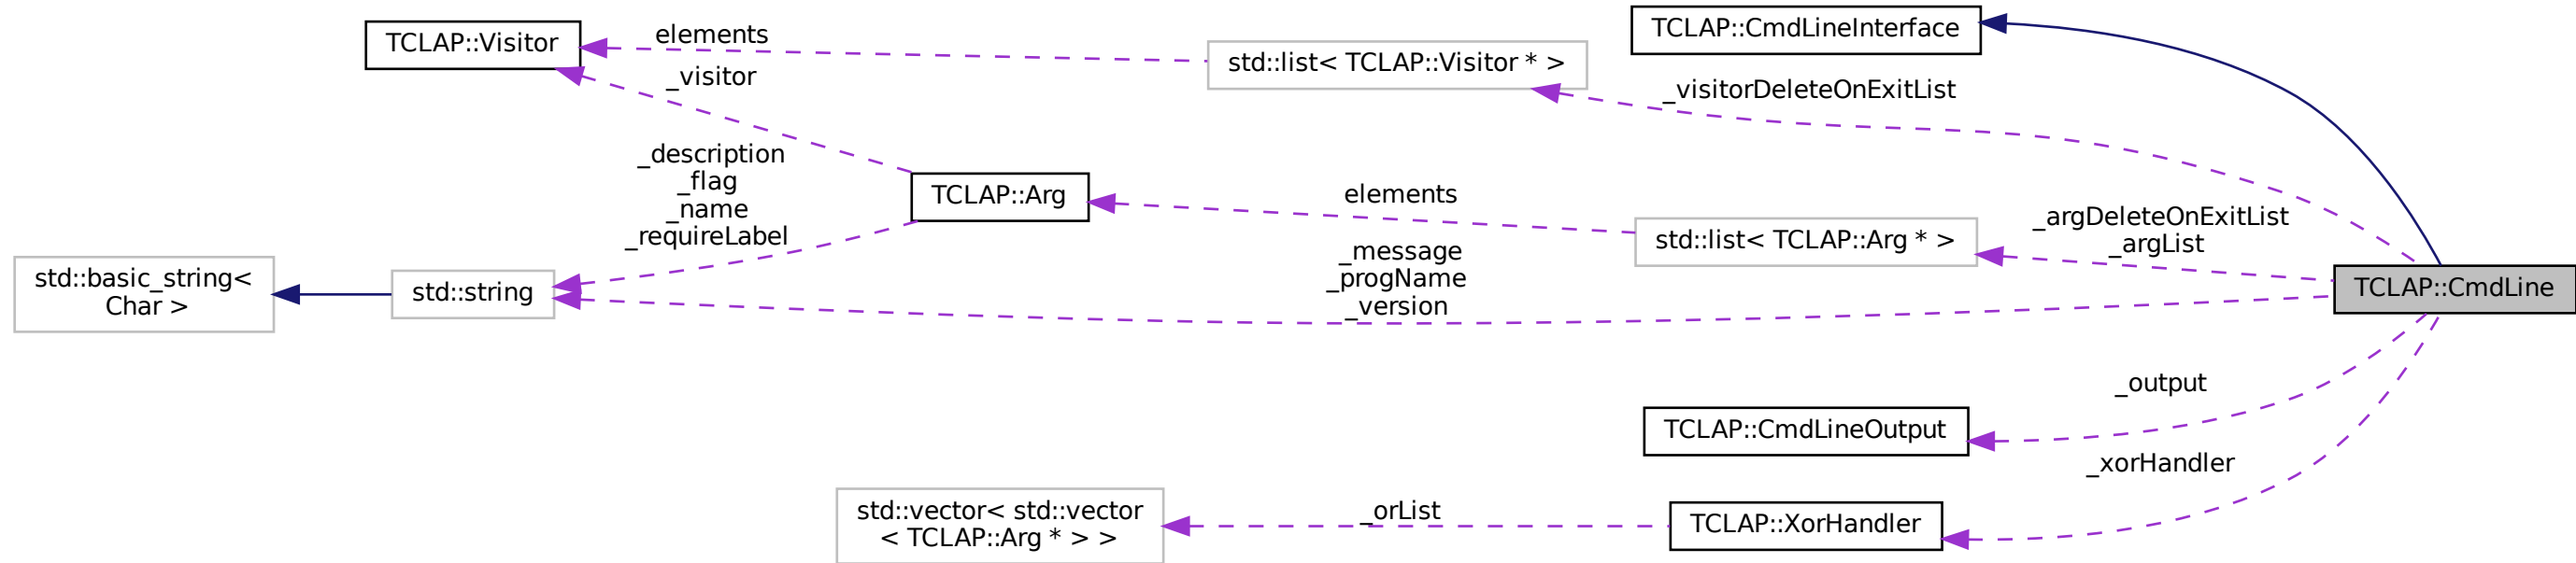 TCLAP::CmdLineInterface
TCLAP::Visitor
elements
std::list< TCLAP::Visitor * >
_visitor
_visitorDeleteOnExitList
_description
_flag
_name
_requireLabel
TCLAP::Arg
elements
std::list< TCLAP::Arg * >
_argDeleteOnExitList
_argList
_message
_progName
_version
std::basic_string<
Char >
std::string
TCLAP::CmdLine
_output
TCLAP::CmdLineOutput
_xorHandler
std::vector< std::vector
< TCLAP::Arg * > >
_orList
TCLAP::XorHandler